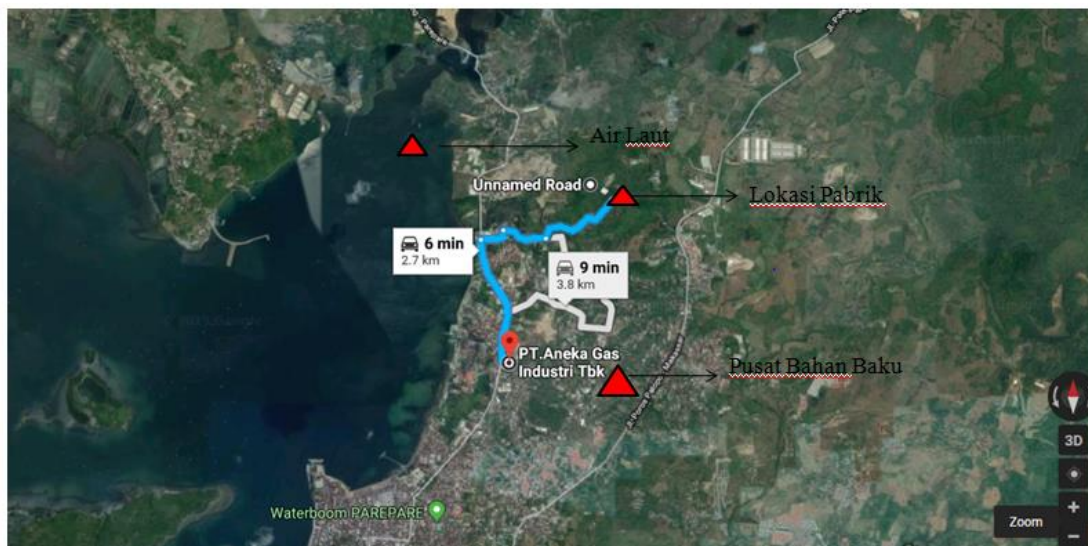 Air Laut
Unnamed Road
Lokasi Pabrik
6 min
2.7 km
9 min
3.8 km
PT.Aneka Gas
Industri Tbk
Pusat Bahan Baku
Waterboom PAREPARE
3D
Zoom